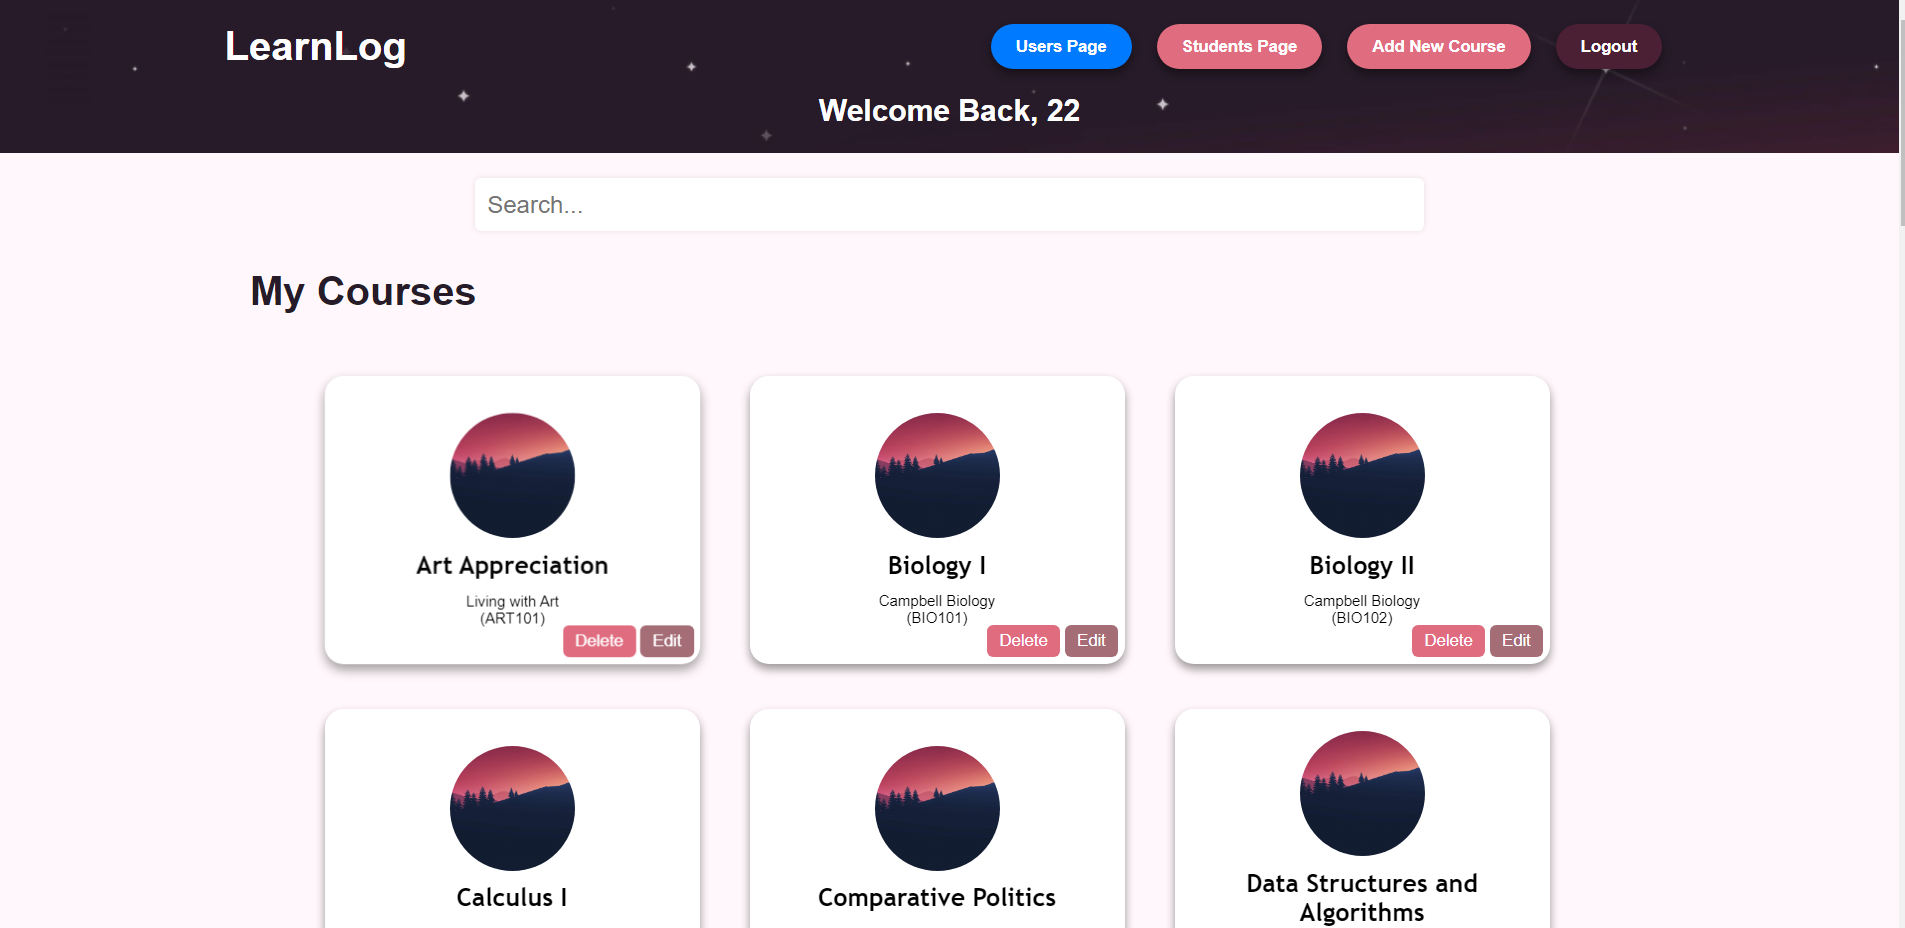 LearnLog
Users Page
Students Page
Add New Course
Logout
Welcome Back, 22
Search...
My Courses
Art Appreciation
Living with Art
(ART101)
Delete
Edit
Biology I
Campbell Biology
(BIO101)
Delete
Edit
Biology II
Campbell Biology
(BIO102)
Delete
Edit
Calculus I
Comparative Politics
Data Structures and
Algorithms